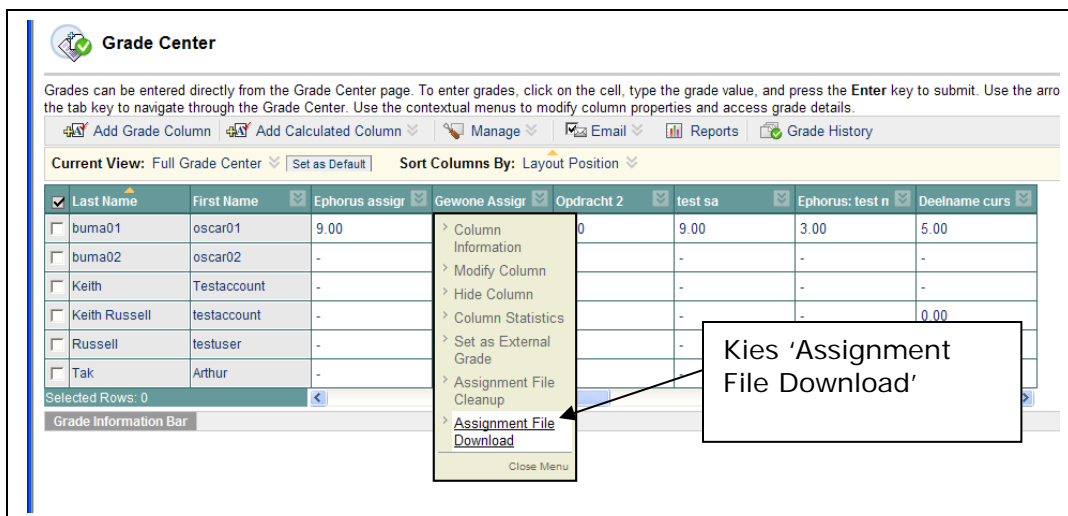 Grade Center
Grades can be entered directly from the Grade Center page. To enter grades, click on the cell, type the grade value, and press the Enter key to submit. Use the arro
the tab key to navigate through the Grade Center. Use the contextual menus to modify column properties and access grade details.
Add Grade Column Add Calculated Column Manage Email Reports Grade History
Current View: Full Grade Center Set as Default Sort Columns By: Layout Position
Last Name First Name Ephorus assigr Gewone Assigr Opdracht 2 test sa Ephorus: test n Deelname curs
buma01 oscar01 9.00 0 9.00 3.00 5.00
buma02 oscar02 - - - -
Keith Testaccount - - - -
Keith Russell testaccount - - - 0.00
Russell testuser - -
Tak Arthur - -
Selected Rows: 0
Grade Information Bar
> Column
Information
> Modify Column
> Hide Column
> Column Statistics
> Set as External
Grade
> Assignment File
Cleanup
> Assignment File
Download
Close Menu
Kies ‘Assignment
File Download’